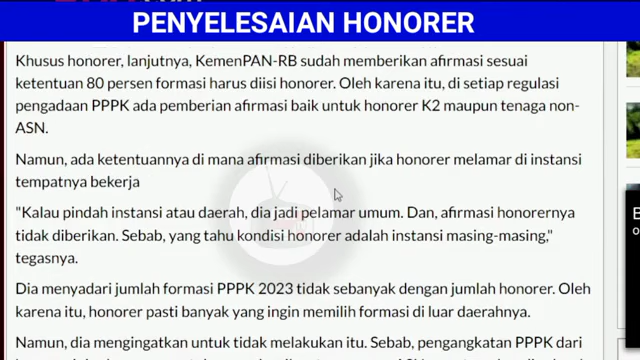 PENYELESAIAN HONORER
Khusus honorer, lanjutnya, KemenPAN-RB sudah memberikan afirmasi sesuai
ketentuan 80 persen formasi harus diisi honorer. Oleh karena itu, di setiap regulasi
pengadaan PPPK ada pemberian afirmasi baik untuk honorer K2 maupun tenaga non-
ASN.
Namun, ada ketentuannya di mana afirmasi diberikan jika honorer melamar di instansi
tempatnya bekerja
"Kalau pindah instansi atau daerah, dia jadi pelamar umum. Dan, afirmasi honorernya
tidak diberikan. Sebab, yang tahu kondisi honorer adalah instansi masing-masing,"
tegasnya.
Dia menyadari jumlah formasi PPPK 2023 tidak sebanyak dengan jumlah honorer. Oleh
karena itu, honorer pasti banyak yang ingin memilih formasi di luar daerahnya.
Namun, dia mengingatkan untuk tidak melakukan itu. Sebab, pengangkatan PPPK dari